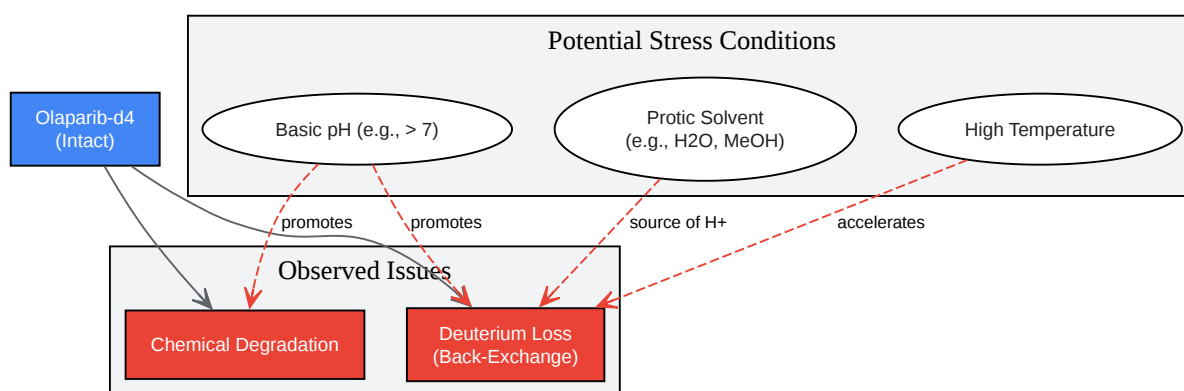 Potential Stress Conditions
Olaparib-d4
(Intact)
Basic pH (e.g., > 7)
Protic Solvent
(e.g., H2O, MeOH)
High Temperature
promotes
promotes
source of H+
accelerates
Observed Issues
Chemical Degradation
Deuterium Loss
(Back-Exchange)